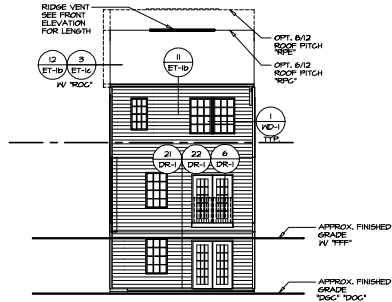 RIDGE VENT
SEE FRONT
ELEVATION
FOR LENGTH
OPT. 8/12
ROOF PITCH
"RPE"
OPT. 6/12
ROOF PITCH
"RPC"
12
ET-1b
3
ET-1c
W/ "ROC"
11
ET-1b
1
WD-1
TYP.
21
DR-1
22
DR-1
6
DR-1
APPROX. FINISHED
GRADE
W/ "FFF"
APPROX. FINISHED
GRADE
"DSC" "DOC"